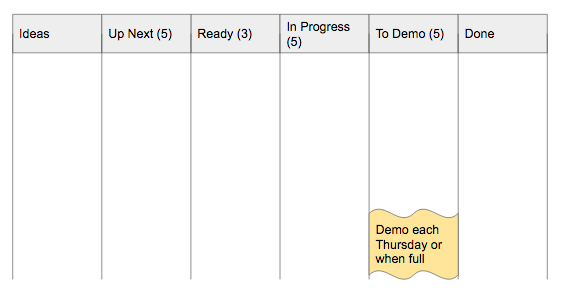 Ideas
Up Next (5)
Ready (3)
In Progress
(5)
To Demo (5)
Done
Demo each
Thursday or
when full